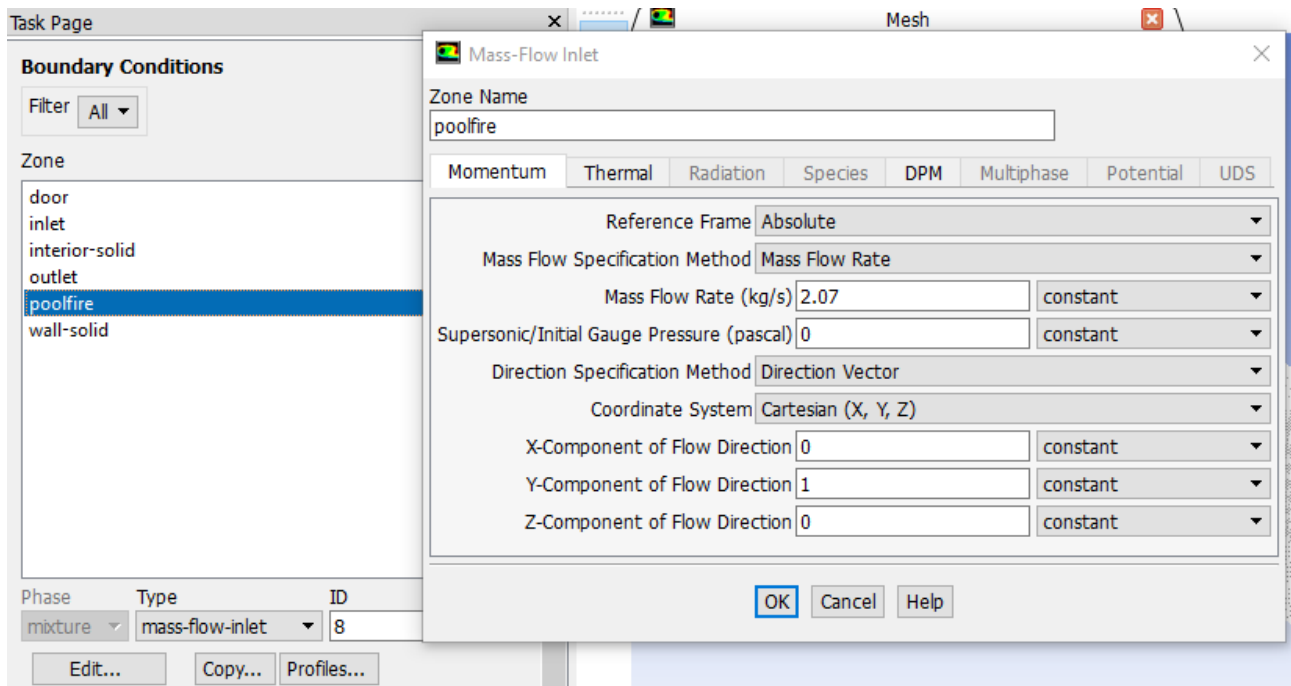 Task Page
Mesh
Boundary Conditions
Filter All
Zone
door
inlet
interior-solid
outlet
poolfire
wall-solid
Phase Type ID
mixture mass-flow-inlet 8
Edit... Copy... Profiles...
Mass-Flow Inlet
Zone Name
poolfire
Momentum Thermal Radiation Species DPM Multiphase Potential UDS
Reference Frame Absolute
Mass Flow Specification Method Mass Flow Rate
Mass Flow Rate (kg/s) 2.07 constant
Supersonic/Initial Gauge Pressure (pascal) 0 constant
Direction Specification Method Direction Vector
Coordinate System Cartesian (X, Y, Z)
X-Component of Flow Direction 0 constant
Y-Component of Flow Direction 1 constant
Z-Component of Flow Direction 0 constant
OK Cancel Help